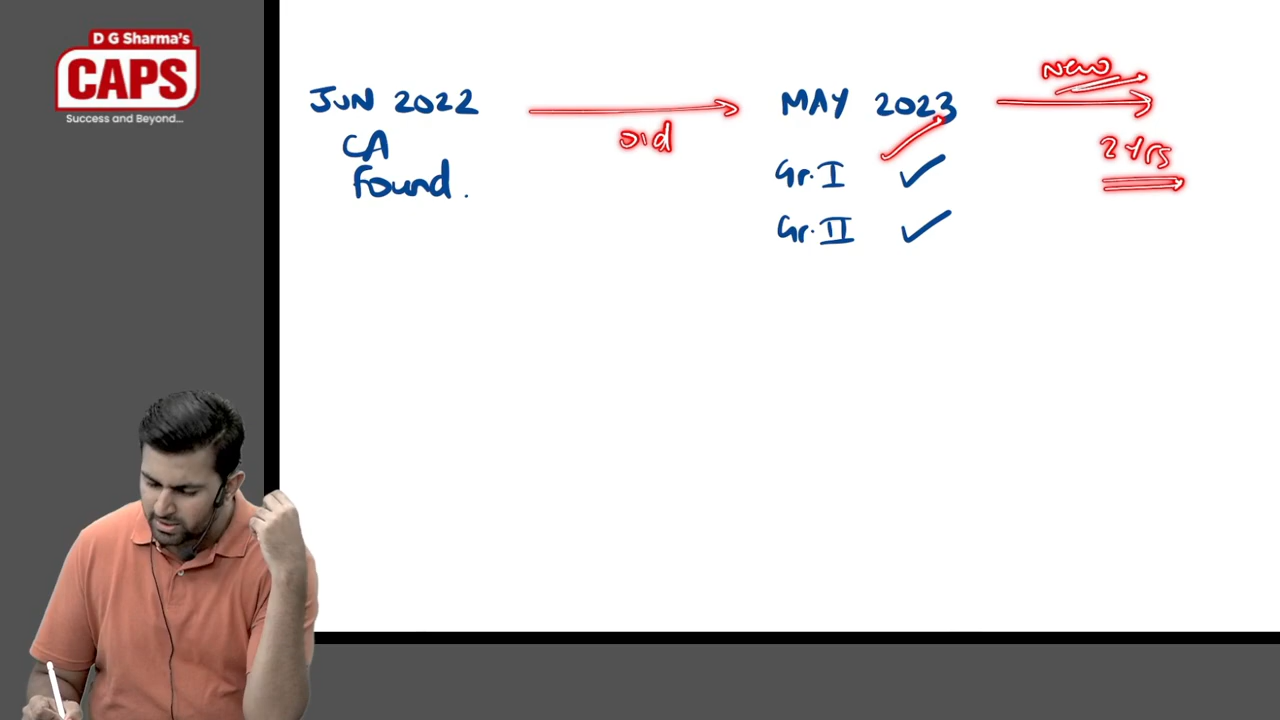 D G Sharma's
CAPS
Success and Beyond...
JUN 2022
CA
Found.
old
MAY 2023
Gr. I ✓
Gr. II ✓
New
2 Yrs